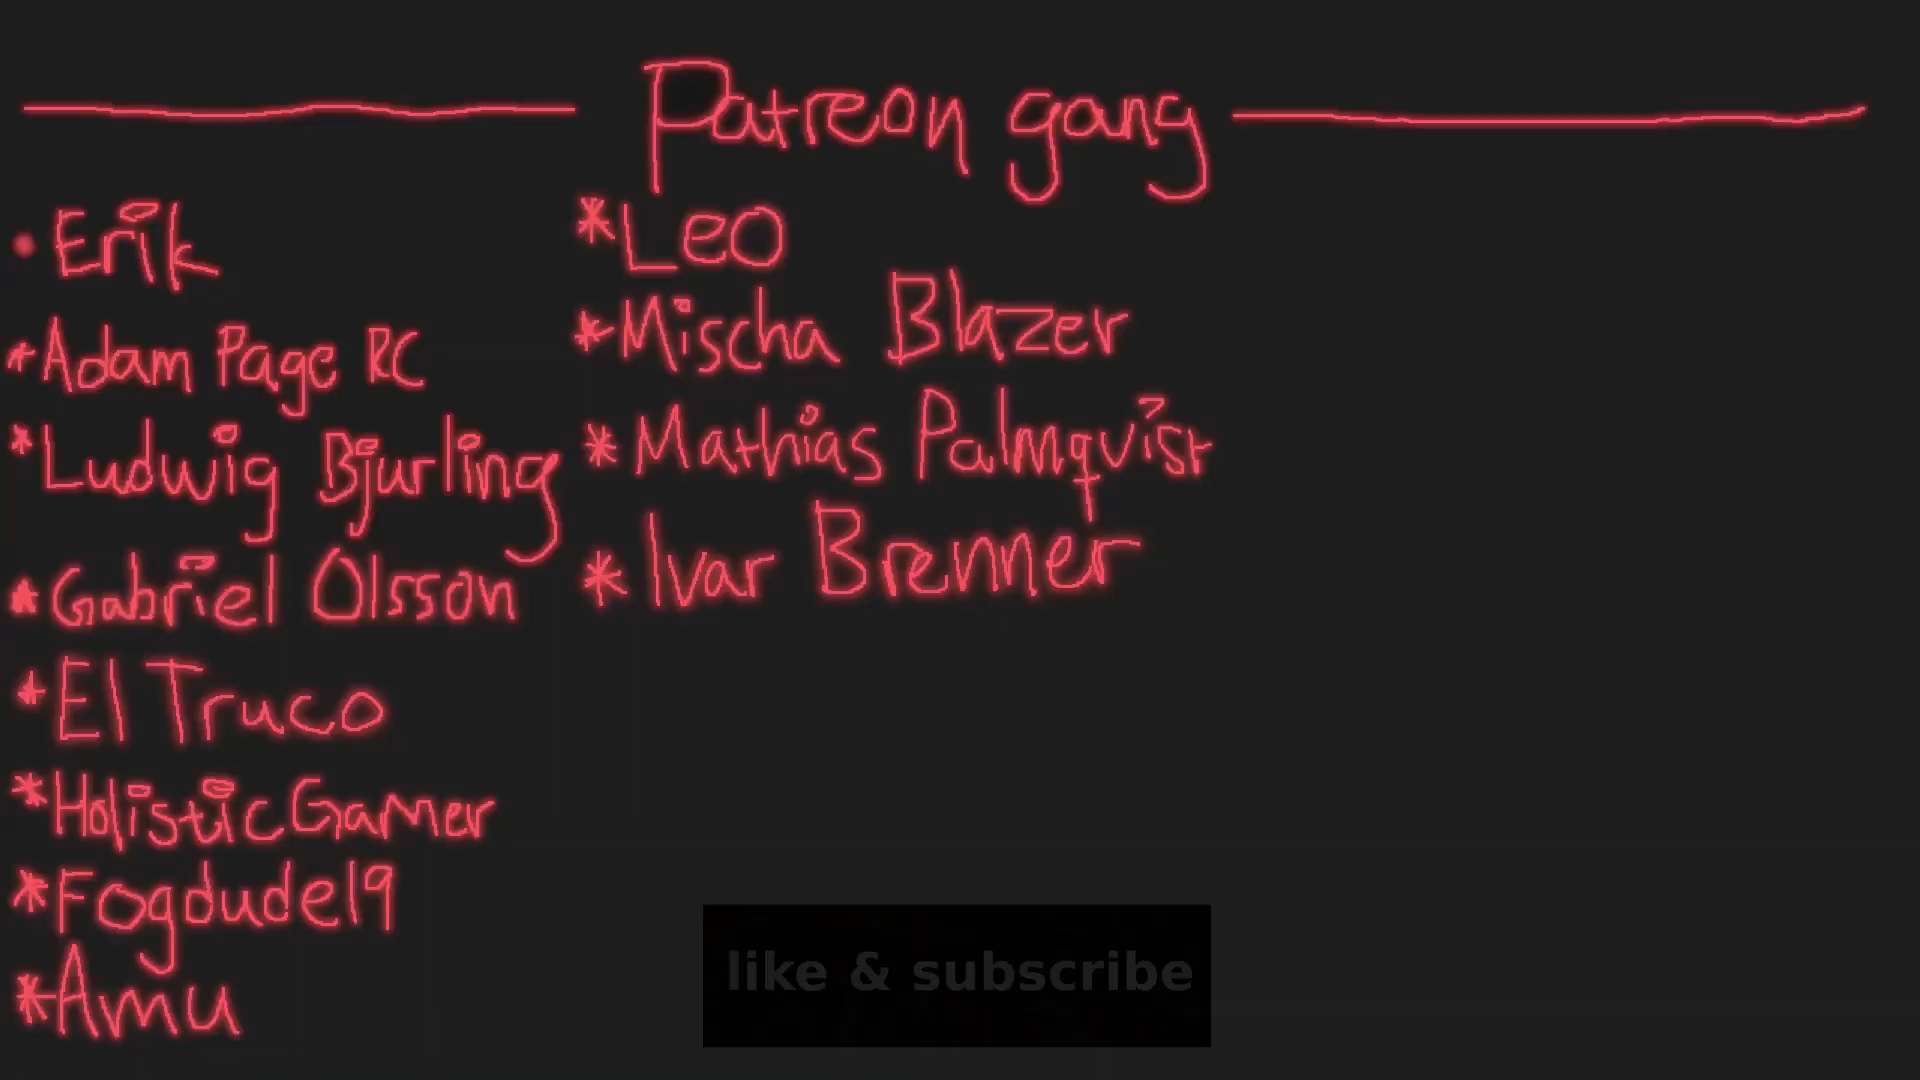 Patreon gang
• Erik
* Adam Page RC
* Ludwig Bjurling
* Gabriel Olsson
* El Truco
* HolisticGamer
* Fogdude19
* Amu
* Leo
* Mischa Blazer
* Mathias Palmqvist
* Ivar Brenner
like & subscribe